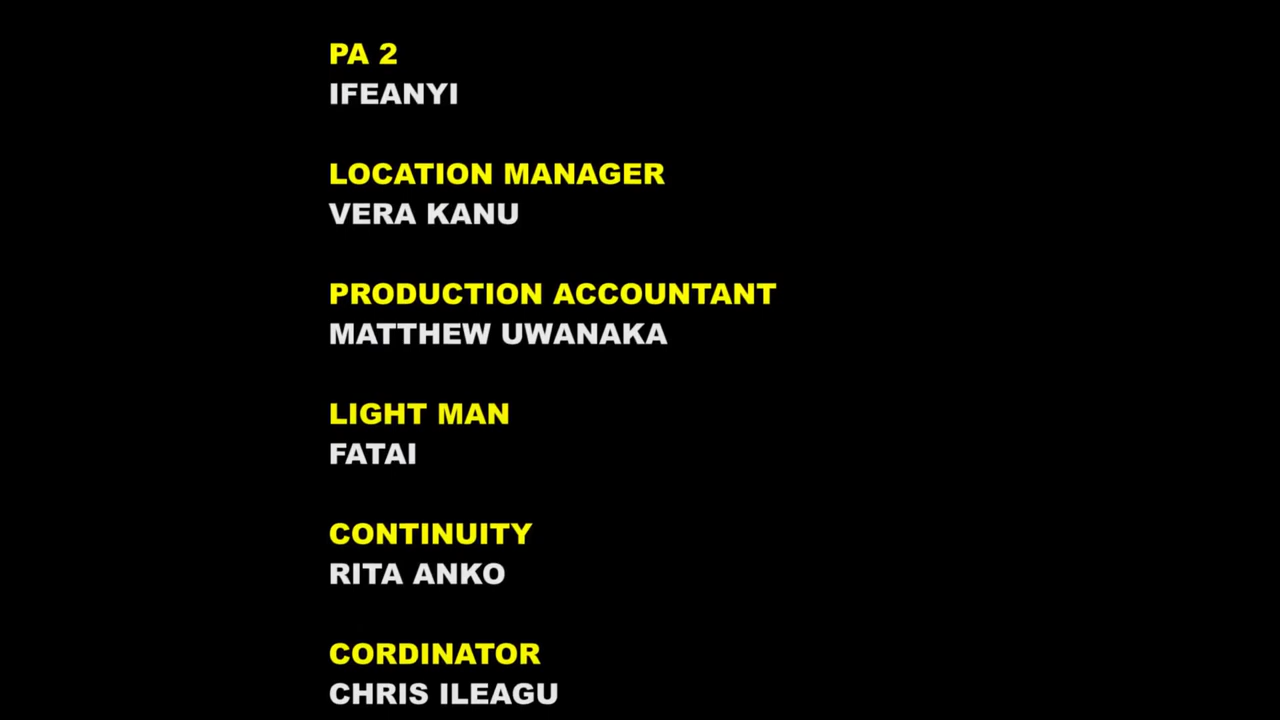 PA 2
IFEANYI
LOCATION MANAGER
VERA KANU
PRODUCTION ACCOUNTANT
MATTHEW UWANAKA
LIGHT MAN
FATAI
CONTINUITY
RITA ANKO
CORDINATOR
CHRIS ILEAGU